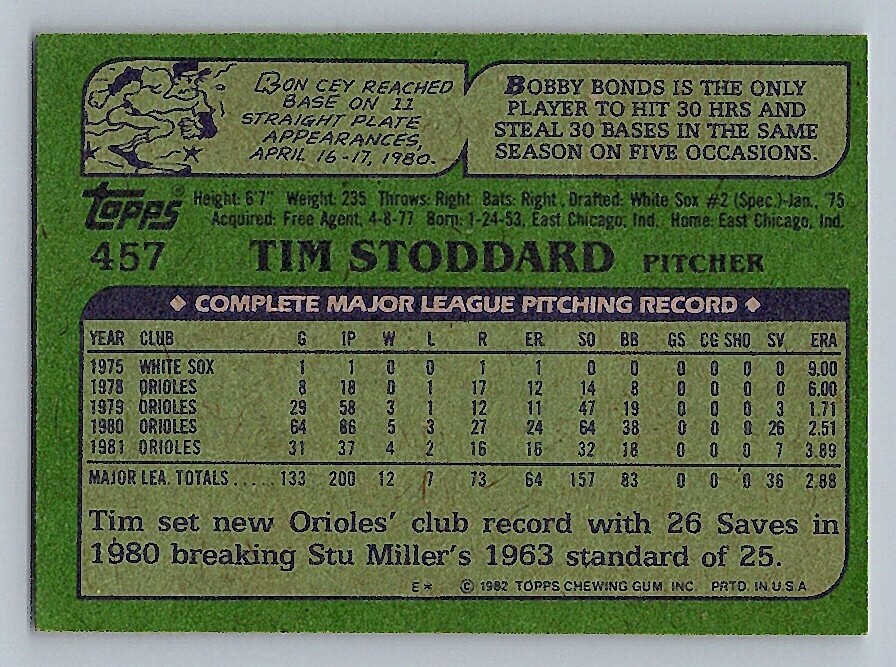 RON CEY REACHED
BASE ON 11
STRAIGHT PLATE
APPEARANCES,
APRIL 16-17, 1980.
BOBBY BONDS IS THE ONLY
PLAYER TO HIT 30 HRS AND
STEAL 30 BASES IN THE SAME
SEASON ON FIVE OCCASIONS.
Topps®
Height: 6'7" Weight: 235 Throws: Right Bats: Right Drafted: White Sox #2 (Spec.)-Jan., '75
Acquired: Free Agent, 4-8-77 Born: 1-24-53, East Chicago, Ind. Home: East Chicago, Ind.
457 TIM STODDARD PITCHER
◆ COMPLETE MAJOR LEAGUE PITCHING RECORD ◆
YEAR CLUB G IP W L R ER SO BB GS CG SHO SV ERA
1975 WHITE SOX 1 1 0 0 1 1 0 0 0 0 0 0 9.00
1978 ORIOLES 8 18 0 1 17 12 14 8 0 0 0 0 6.00
1979 ORIOLES 29 58 3 1 12 11 47 19 0 0 0 3 1.71
1980 ORIOLES 64 86 5 3 27 24 64 38 0 0 0 26 2.51
1981 ORIOLES 31 37 4 2 16 16 32 18 0 0 0 7 3.89
MAJOR LEA. TOTALS..... 133 200 12 7 73 64 157 83 0 0 0 36 2.88
Tim set new Orioles' club record with 26 Saves in
1980 breaking Stu Miller's 1963 standard of 25.
E* © 1982 TOPPS CHEWING GUM, INC. PRTD. IN U.S.A.